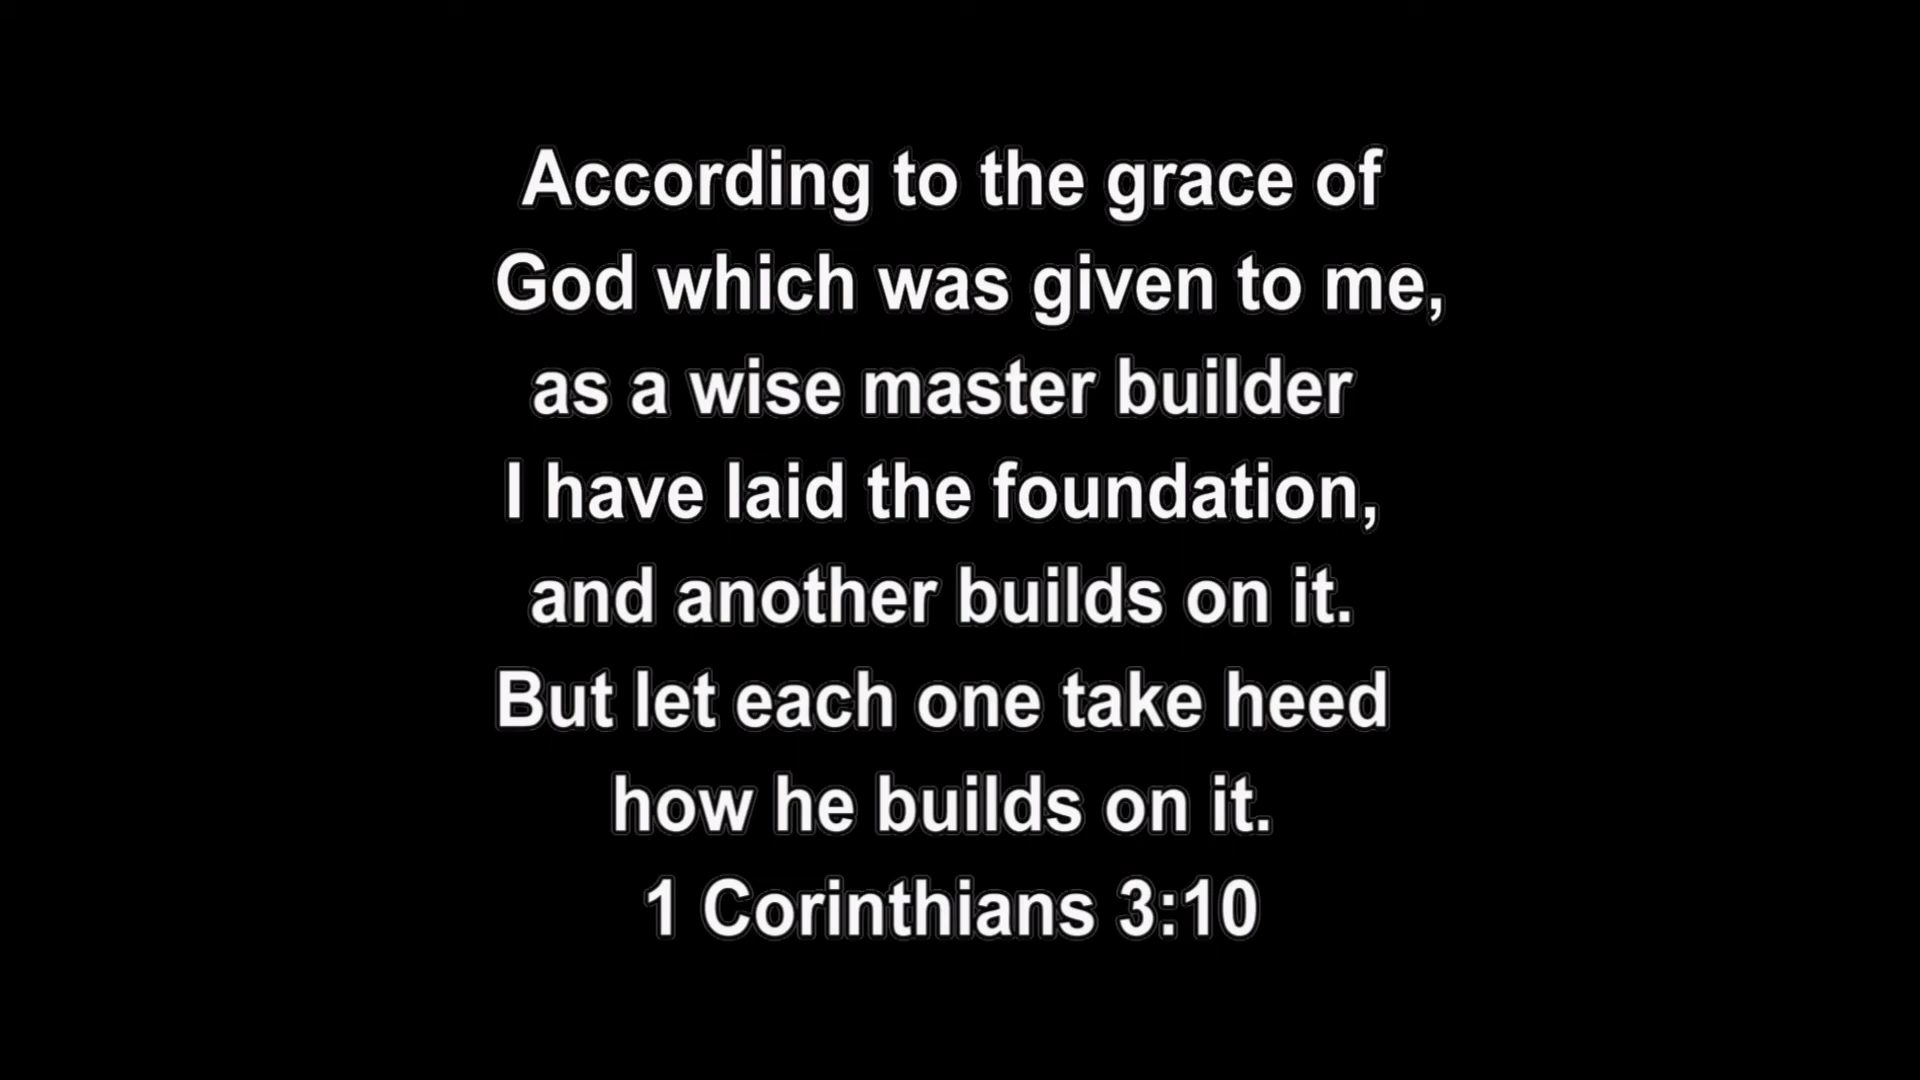 According to the grace of
God which was given to me,
as a wise master builder
I have laid the foundation,
and another builds on it.
But let each one take heed
how he builds on it.
1 Corinthians 3:10